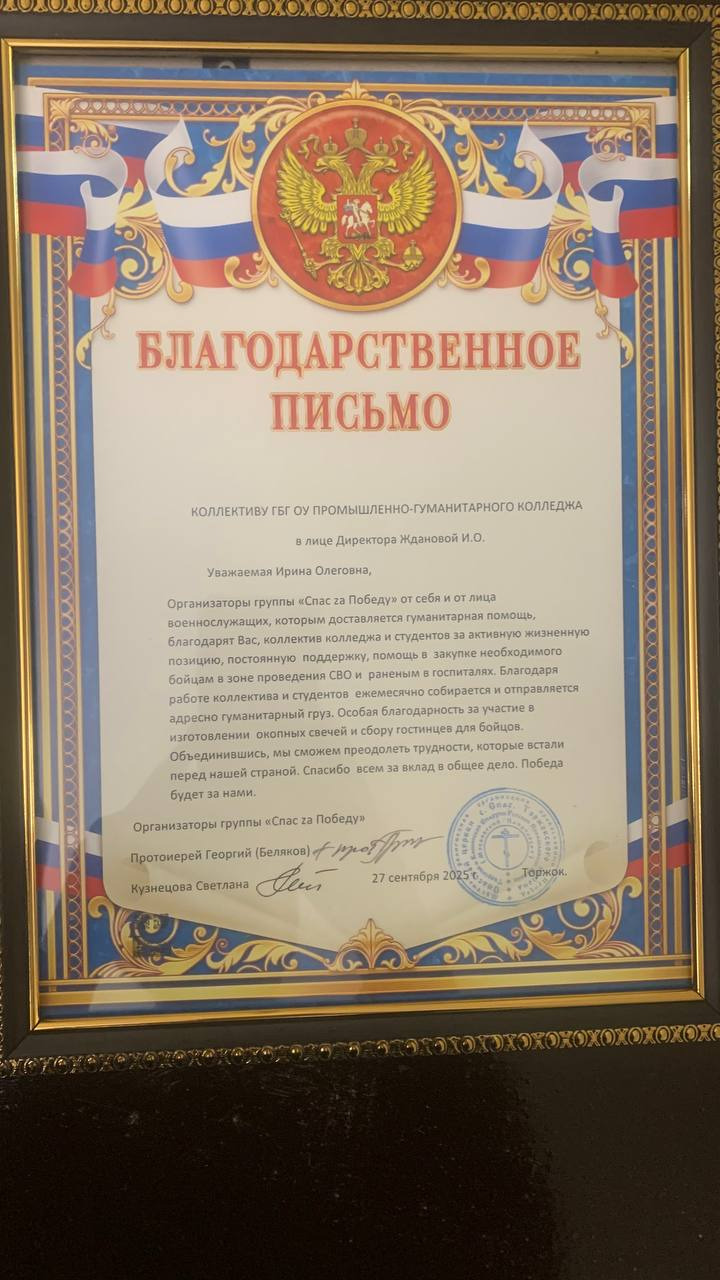 БЛАГОДАРСТВЕННОЕ
ПИСЬМО
КОЛЛЕКТИВУ ГБГ ОУ ПРОМЫШЛЕННО-ГУМАНИТАРНОГО КОЛЛЕДЖА
в лице Директора Ждановой И.О.
Уважаемая Ирина Олеговна,
Организаторы группы «Спас za Победу» от себя и от лица
военнослужащих, которым доставляется гуманитарная помощь,
благодарят Вас, коллектив колледжа и студентов за активную жизненную
позицию, постоянную поддержку, помощь в закупке необходимого
бойцам в зоне проведения СВО и раненым в госпиталях. Благодаря
работе коллектива и студентов ежемесячно собирается и отправляется
адресно гуманитарный груз. Особая благодарность за участие в
изготовлении окопных свечей и сбору гостинцев для бойцов.
Объединившись, мы сможем преодолеть трудности, которые встали
перед нашей страной. Спасибо всем за вклад в общее дело. Победа
будет за нами.
Организаторы группы «Спас za Победу»
Протоиерей Георгий (Беляков)
Кузнецова Светлана
27 сентября 2025 г.
Торжок.
с. Спас